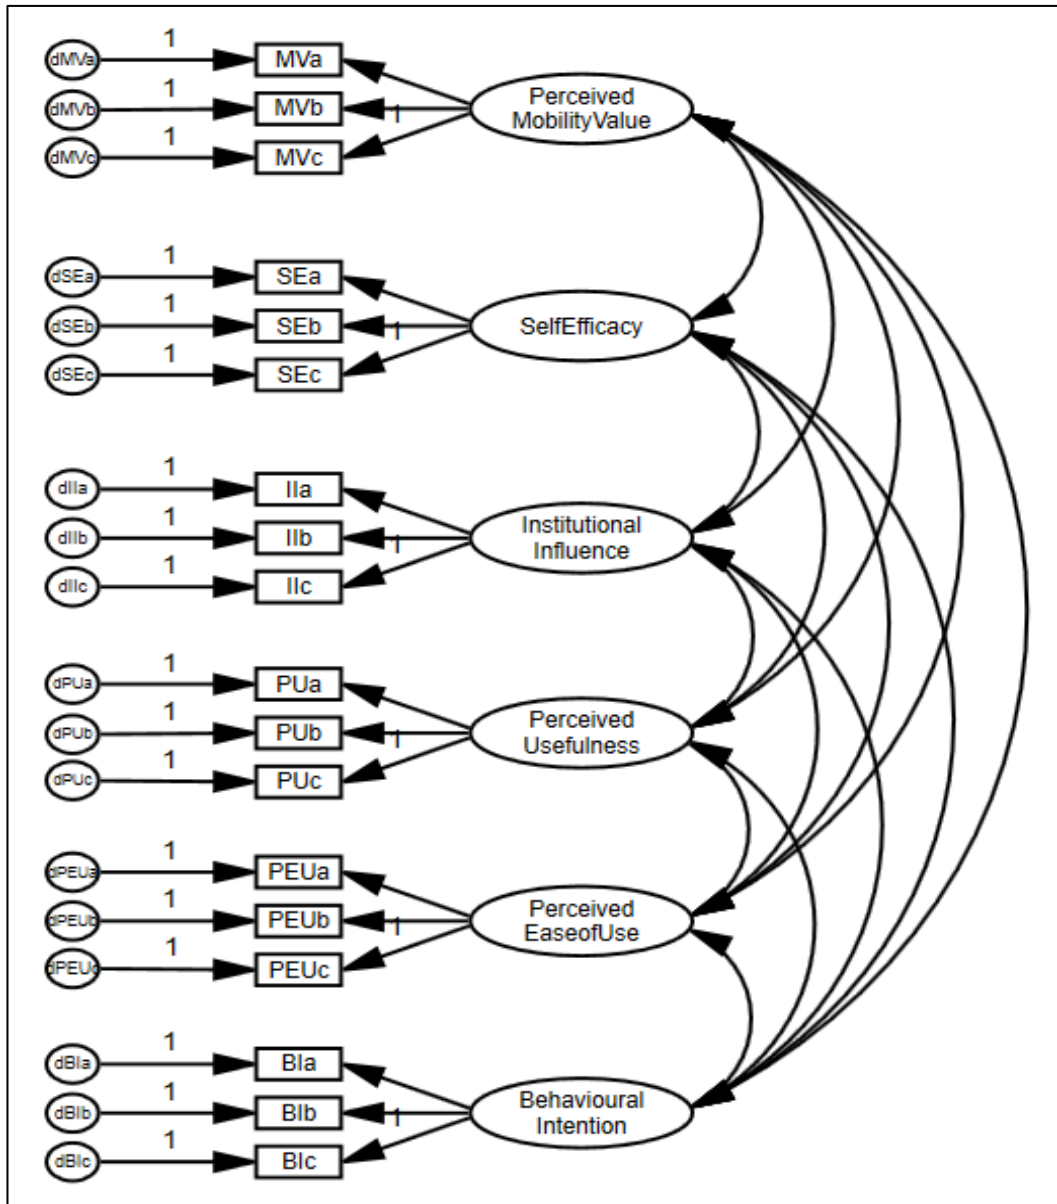 1
dMVa MVa
1
dMVb MVb 1
1
dMVc MVc
Perceived
MobilityValue
1
dSEa SEa
1
dSEb SEb 1
1
dSEc SEc
SelfEfficacy
1
dIIa IIa
1
dIIb IIb 1
1
dIIc IIc
Institutional
Influence
1
dPUa PUa
1
dPUb PUb 1
1
dPUc PUc
Perceived
Usefulness
1
dPEUa PEUa
1
dPEUb PEUb 1
1
dPEUc PEUc
Perceived
EaseofUse
1
dBIa BIa
1
dBIb BIb 1
1
dBIc BIc
Behavioural
Intention